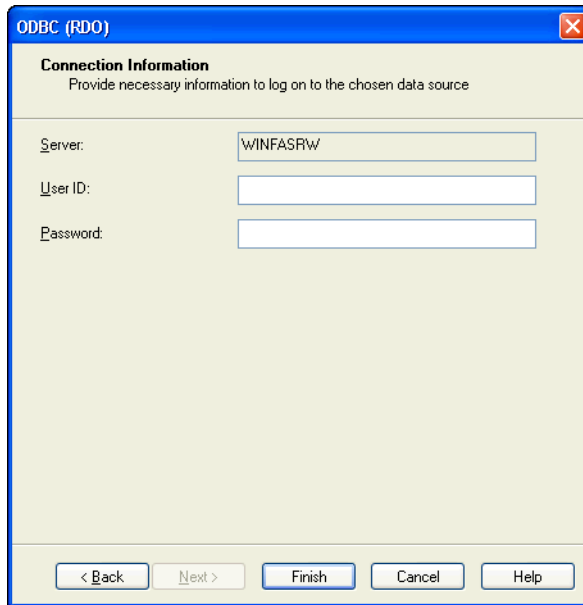 ODBC (RDO)
Connection Information
Provide necessary information to log on to the chosen data source
Server: WINFASRW
User ID:
Password:
< Back Next > Finish Cancel Help